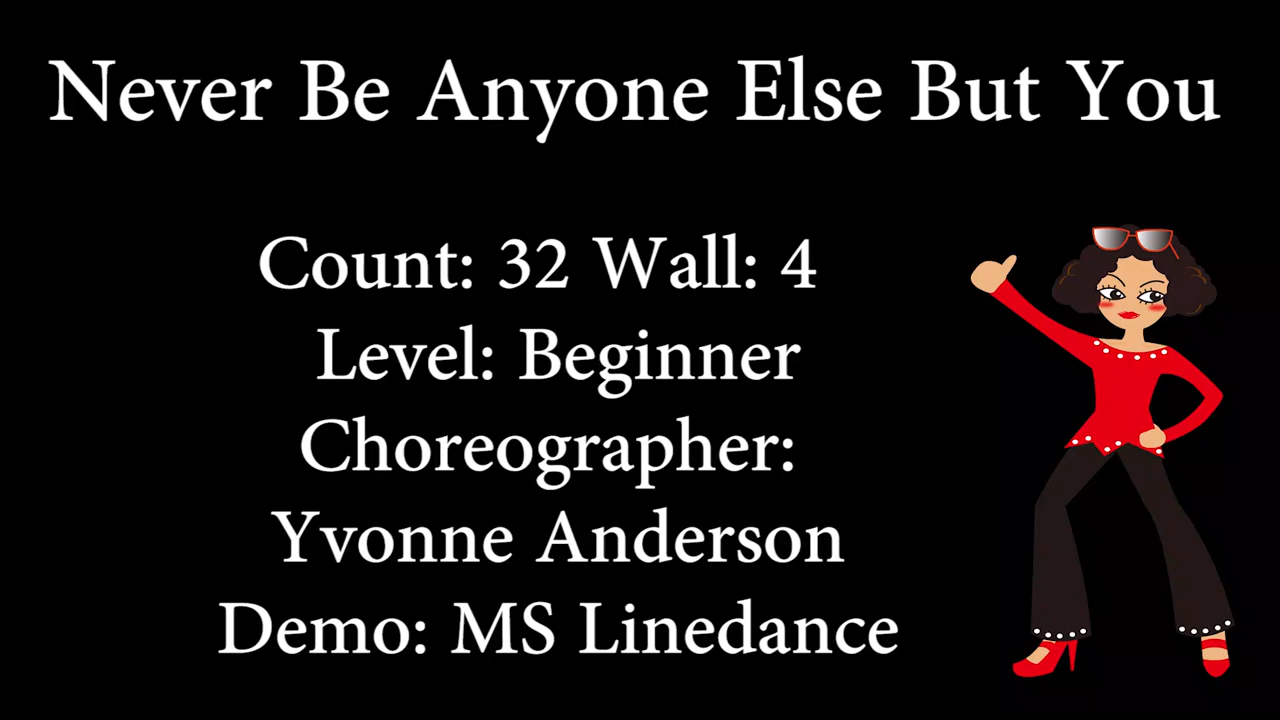 Never Be Anyone Else But You
Count: 32 Wall: 4
Level: Beginner
Choreographer:
Yvonne Anderson
Demo: MS Linedance